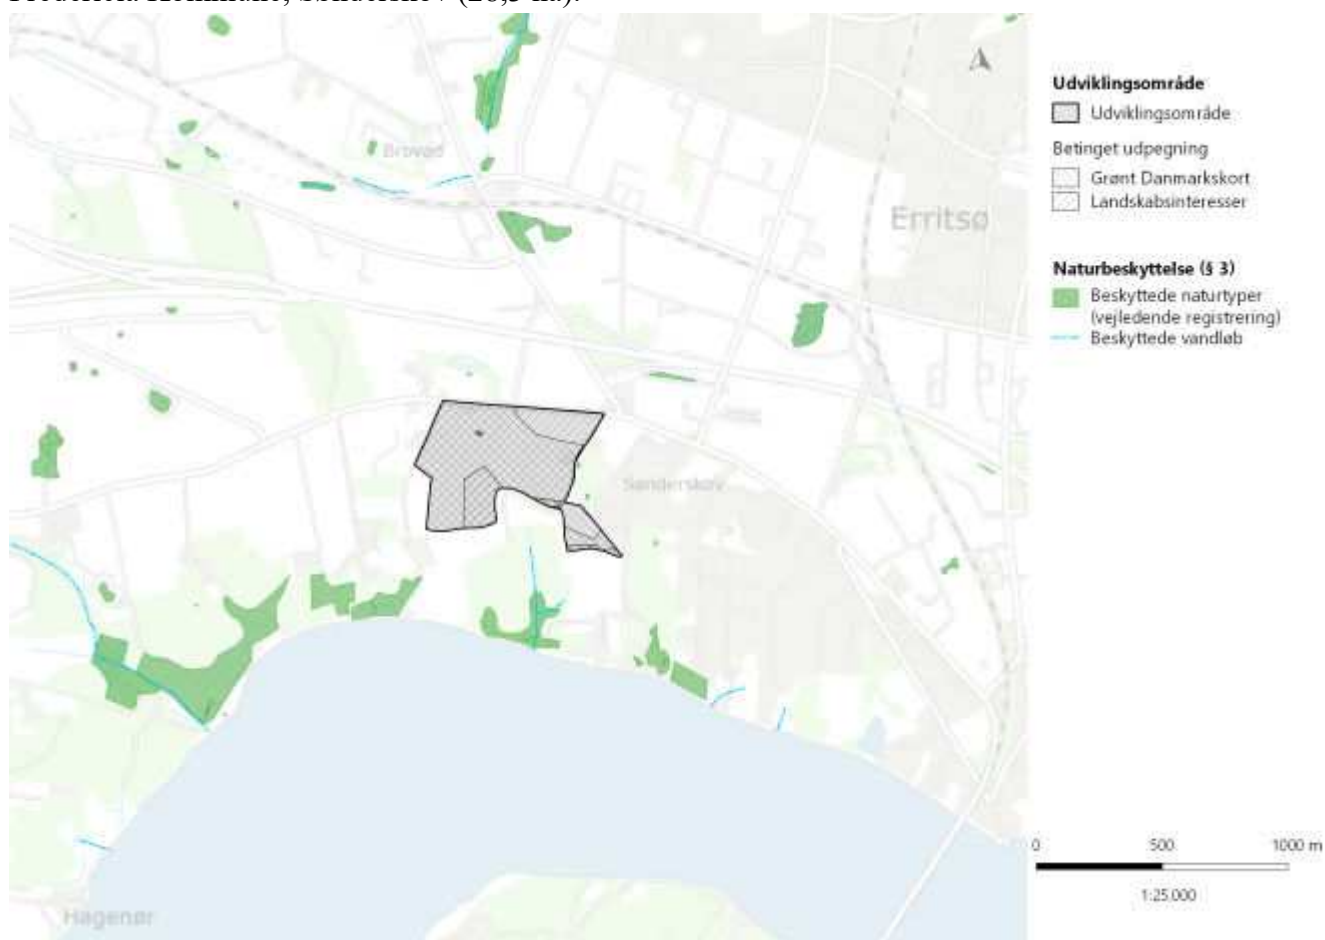 Brovad
Erritsø
Sønderskov
Hagenør
Udviklingsområde
Udviklingsområde
Betinget udpegning
Grønt Danmarkskort
Landskabsinteresser
Naturbeskyttelse (§ 3)
Beskyttede naturtyper
(vejledende registrering)
Beskyttede vandløb
0 500 1000 m
1:25.000